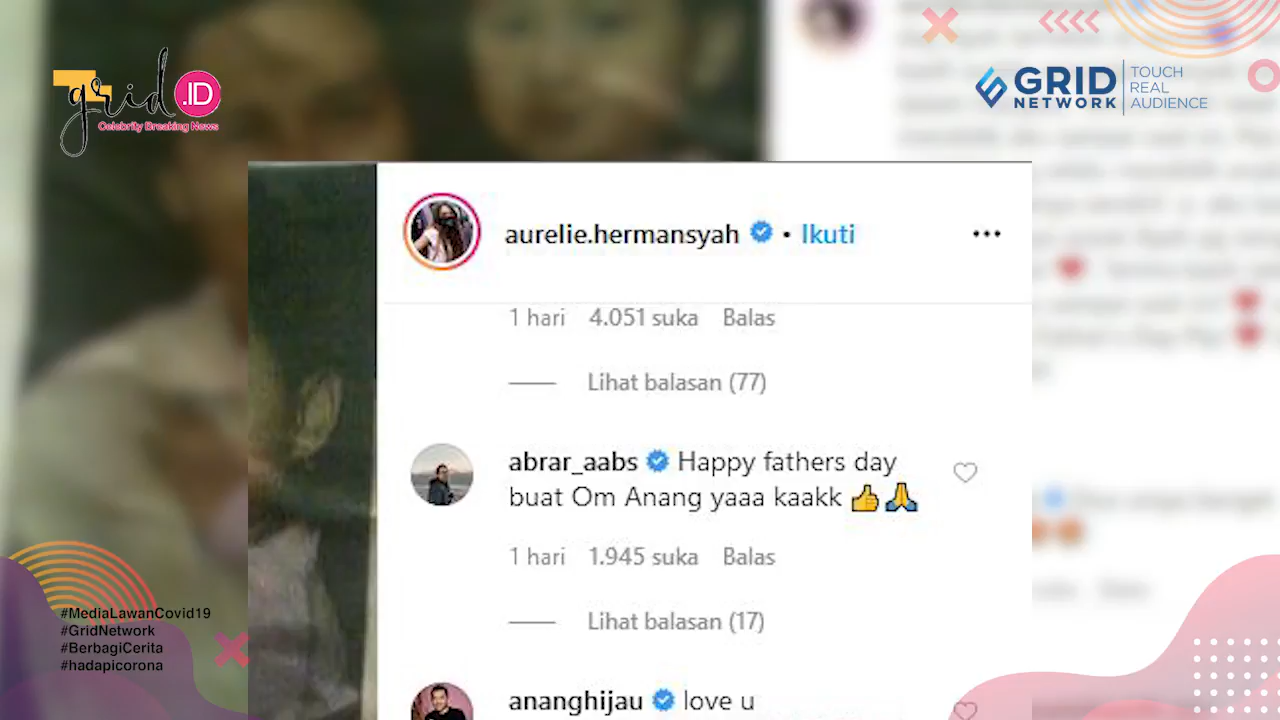 grid.ID
Celebrity Breaking News
GRID NETWORK
TOUCH
REAL
AUDIENCE
aurelie.hermansyah • Ikuti
1 hari 4.051 suka Balas
Lihat balasan (77)
abrar_aabs Happy fathers day
buat Om Anang yaaa kaakk 👍🙏
1 hari 1.945 suka Balas
Lihat balasan (17)
ananghijau love u
#MediaLawanCovid19
#GridNetwork
#BerbagiCerita
#hadapicorona